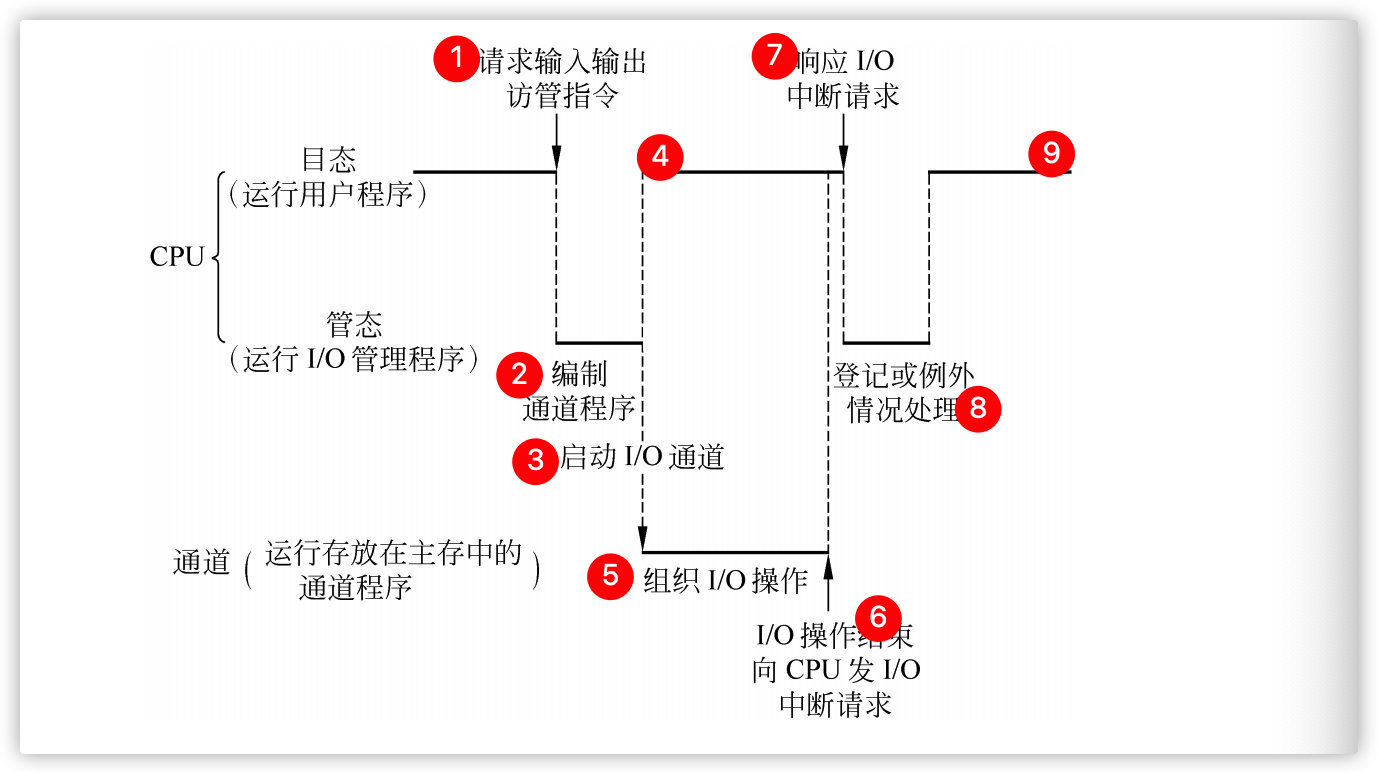 1 请求输入输出
访管指令
7 响应 I/O
中断请求
目态
（运行用户程序）
4
9
CPU
管态
（运行 I/O 管理程序）
2 编制
通道程序
登记或例外
情况处理 8
3 启动 I/O 通道
通道（运行存放在主存中的
通道程序）
5 组织 I/O 操作
6
I/O 操作结束
向 CPU 发 I/O
中断请求